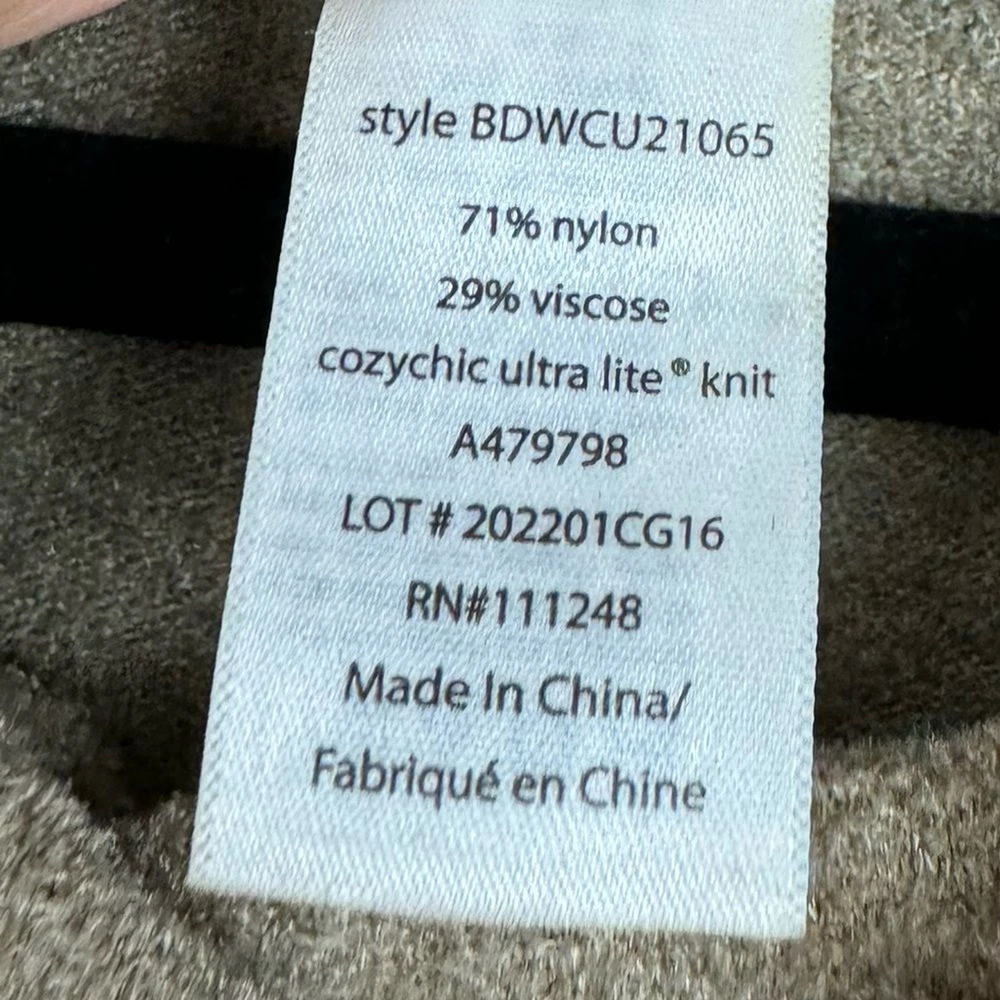 style BDWCU21065
71% nylon
29% viscose
cozychic ultra lite® knit
A479798
LOT # 202201CG16
RN#111248
Made In China/
Fabriqué en Chine